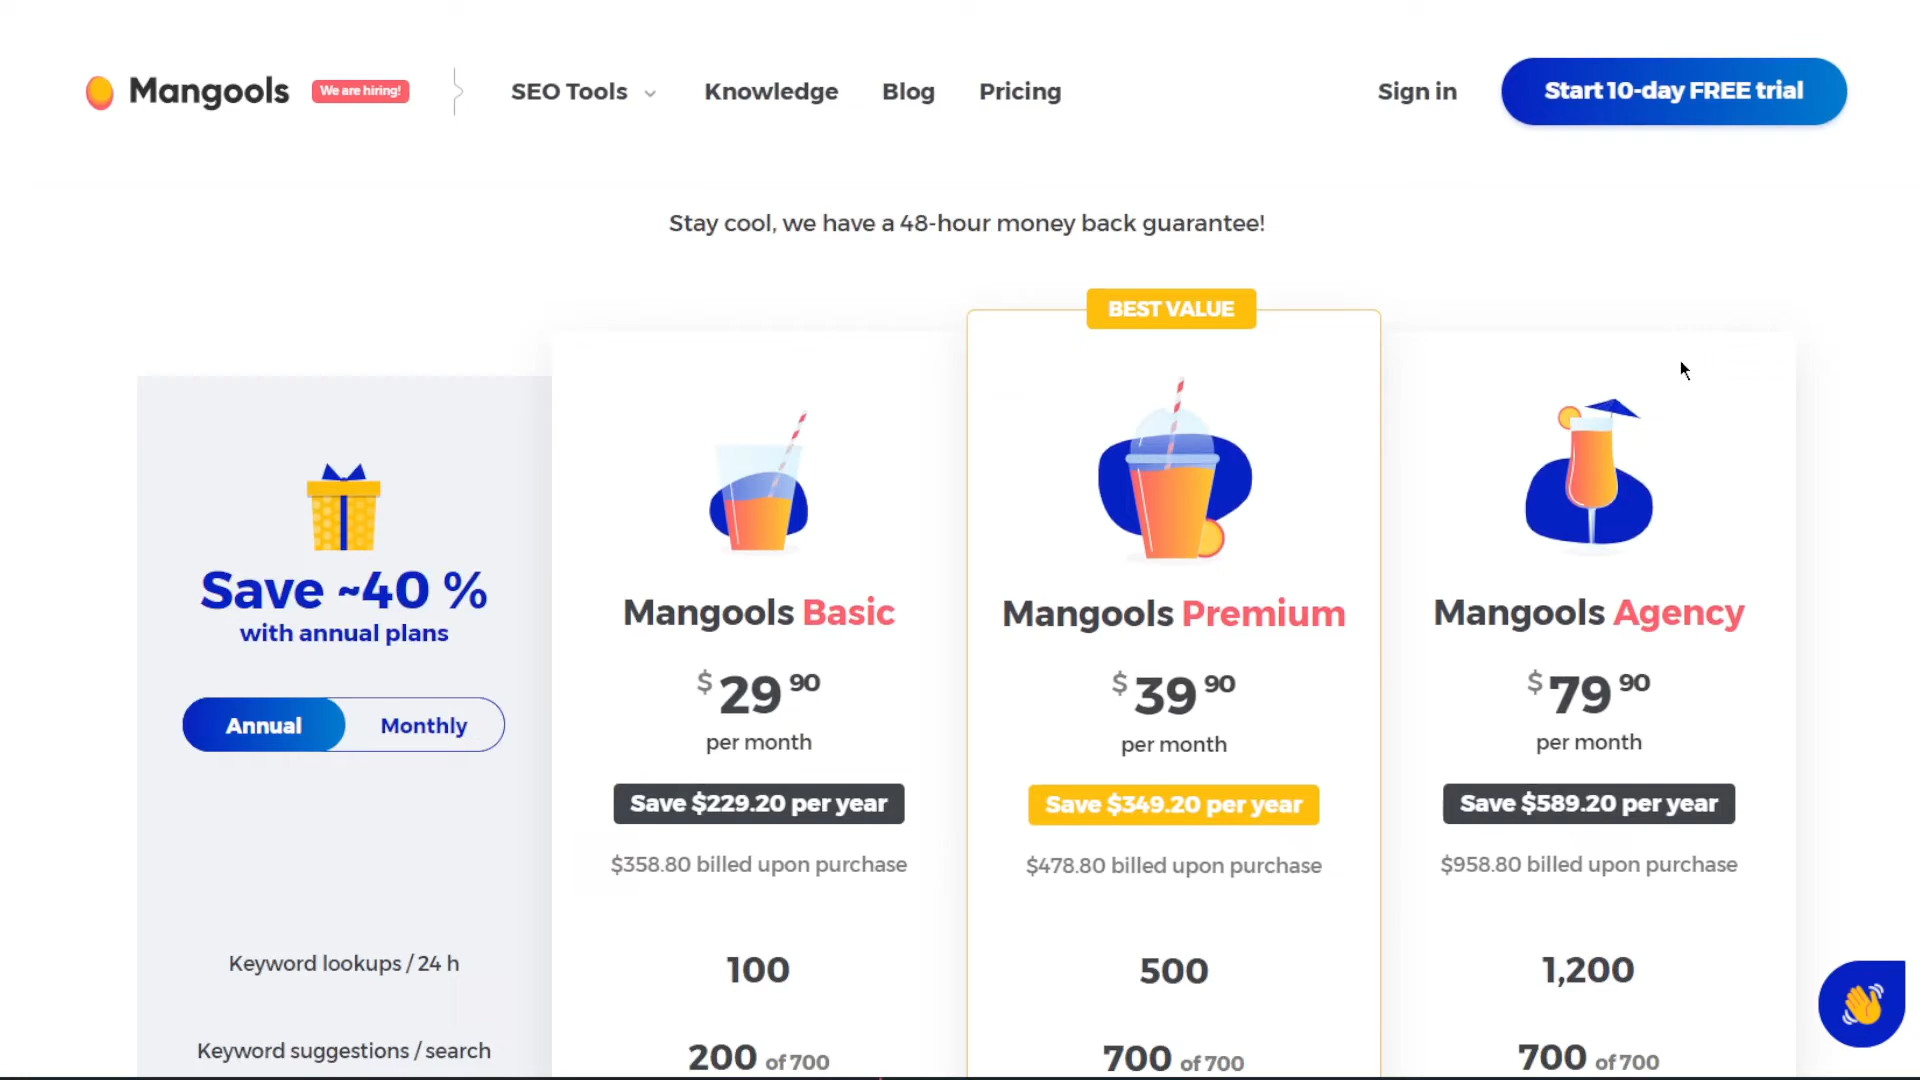 Mangools We are hiring! SEO Tools Knowledge Blog Pricing Sign in Start 10-day FREE trial
Stay cool, we have a 48-hour money back guarantee!
BEST VALUE
Save ~40 %
with annual plans
Annual Monthly
Mangools Basic
$ 29 90
per month
Save $229.20 per year
$358.80 billed upon purchase
Mangools Premium
$ 39 90
per month
Save $349.20 per year
$478.80 billed upon purchase
Mangools Agency
$ 79 90
per month
Save $589.20 per year
$958.80 billed upon purchase
Keyword lookups / 24 h 100 500 1,200
Keyword suggestions / search 200 of 700 700 of 700 700 of 700